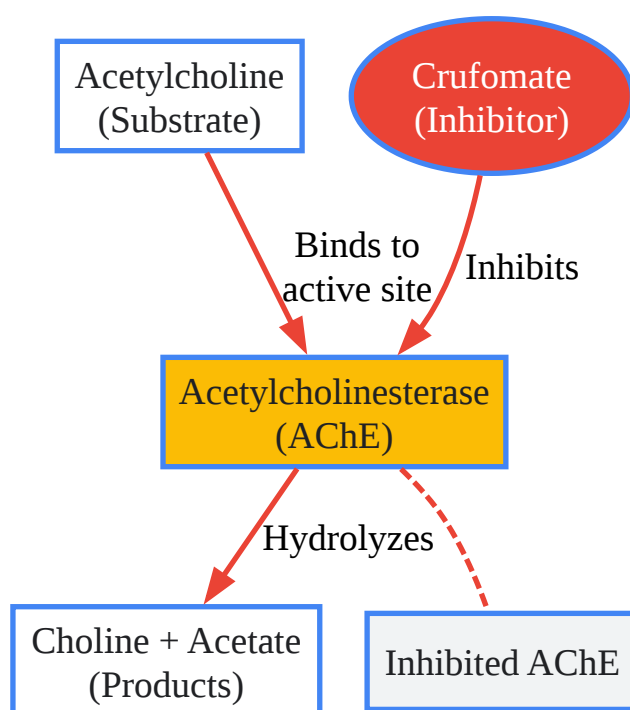 Acetylcholine
(Substrate)
Crufomate
(Inhibitor)
Binds to
active site
Inhibits
Acetylcholinesterase
(AChE)
Hydrolyzes
Choline + Acetate
(Products)
Inhibited AChE